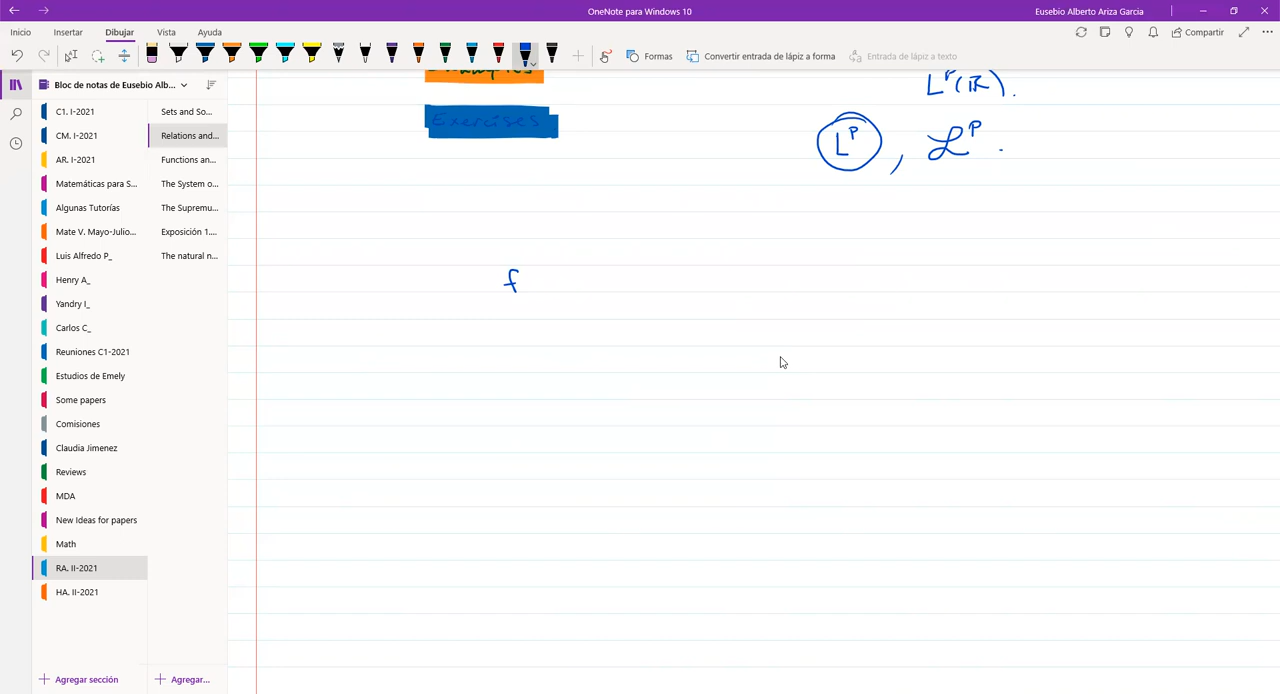 OneNote para Windows 10
Eusebio Alberto Ariza Garcia
Inicio
Insertar
Dibujar
Vista
Ayuda
Compartir
Formas
Convertir entrada de lápiz a forma
Entrada de lápiz a texto
Bloc de notas de Eusebio Alb...
C1. I-2021
CM. I-2021
AR. I-2021
Matemáticas para S...
Algunas Tutorías
Mate V. Mayo-Julio...
Luis Alfredo P_
Henry A_
Yandry I_
Carlos C_
Reuniones C1-2021
Estudios de Emely
Some papers
Comisiones
Claudia Jimenez
Reviews
MDA
New Ideas for papers
Math
RA. II-2021
HA. II-2021
Agregar sección
Sets and So...
Relations and...
Functions an...
The System o...
The Supremu...
Exposición 1....
The natural n...
Agregar...
Exercises
L^p(ℝ).
L^p, ℒ^p.
f